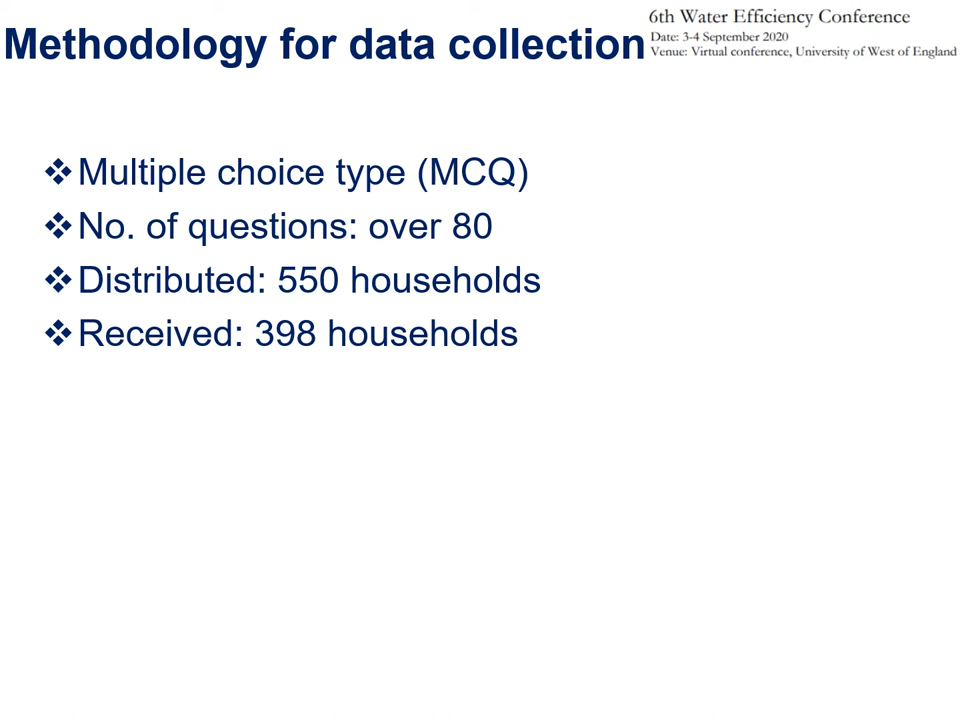 Methodology for data collection
6th Water Efficiency Conference
Date: 3-4 September 2020
Venue: Virtual conference, University of West of England
❖Multiple choice type (MCQ)
❖No. of questions: over 80
❖Distributed: 550 households
❖Received: 398 households